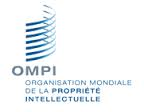 OMPI
ORGANISATION MONDIALE
DE LA PROPRIÉTÉ
INTELLECTUELLE